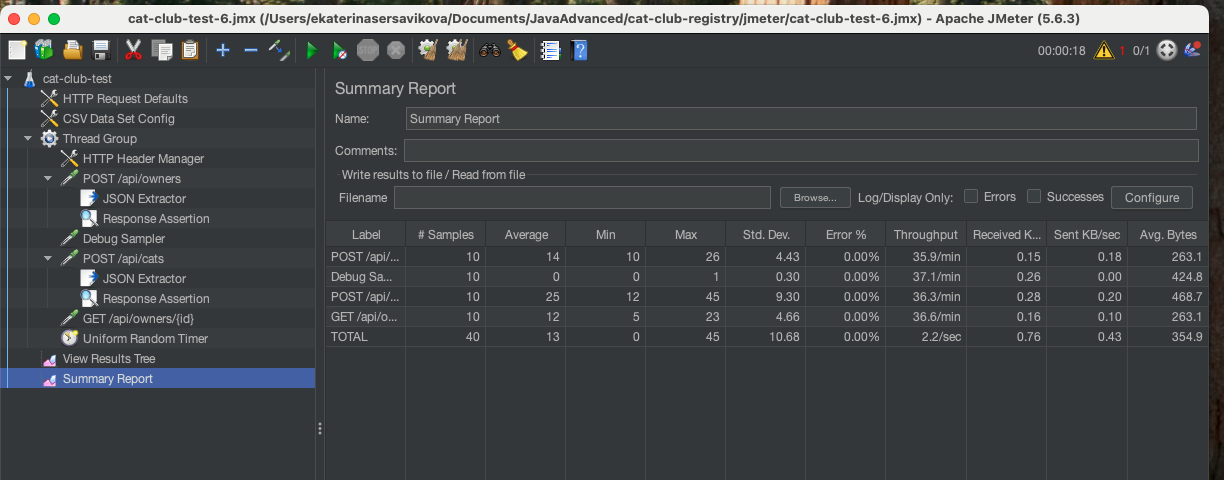 cat-club-test-6.jmx (/Users/ekaterinasersavikova/Documents/JavaAdvanced/cat-club-registry/jmeter/cat-club-test-6.jmx) - Apache JMeter (5.6.3)
STOP
00:00:18 1 0/1
cat-club-test
HTTP Request Defaults
CSV Data Set Config
Thread Group
HTTP Header Manager
POST /api/owners
JSON Extractor
Response Assertion
Debug Sampler
POST /api/cats
JSON Extractor
Response Assertion
GET /api/owners/{id}
Uniform Random Timer
View Results Tree
Summary Report
Summary Report
Name: Summary Report
Comments:
Write results to file / Read from file
Filename Browse... Log/Display Only: Errors Successes Configure
Label # Samples Average Min Max Std. Dev. Error % Throughput Received K... Sent KB/sec Avg. Bytes
POST /api/... 10 14 10 26 4.43 0.00% 35.9/min 0.15 0.18 263.1
Debug Sa... 10 0 0 1 0.30 0.00% 37.1/min 0.26 0.00 424.8
POST /api/... 10 25 12 45 9.30 0.00% 36.3/min 0.28 0.20 468.7
GET /api/o... 10 12 5 23 4.66 0.00% 36.6/min 0.16 0.10 263.1
TOTAL 40 13 0 45 10.68 0.00% 2.2/sec 0.76 0.43 354.9